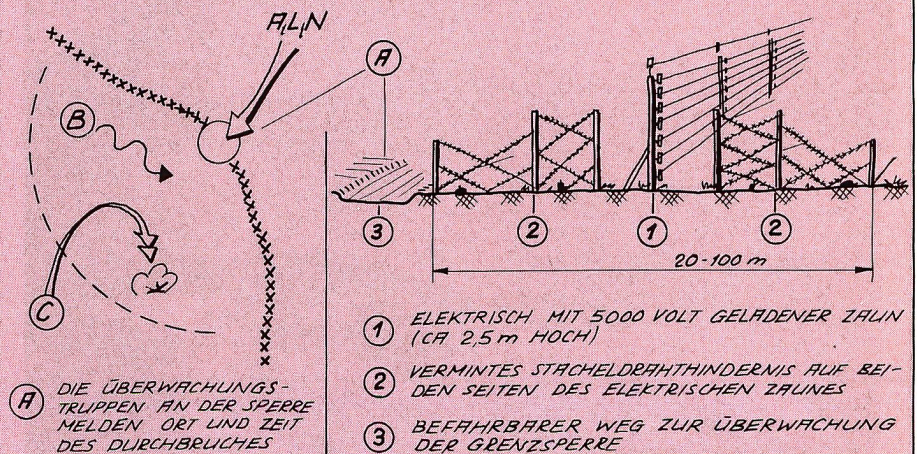 A,L,N
A
B
C
3
2
1
2
20-100 m
A DIE ÜBERWACHUNGS-
TRUPPEN AN DER SPERRE
MELDEN ORT UND ZEIT
DES DURCHBRUCHES
1 ELEKTRISCH MIT 5000 VOLT GELADENER ZAUN
(CA 2,5 m HOCH)
2 VERMINTES STACHELDRAHTHINDERNIS AUF BEI-
DEN SEITEN DES ELEKTRISCHEN ZAUNES
3 BEFAHRBARER WEG ZUR ÜBERWACHUNG
DER GRENZSPERRE